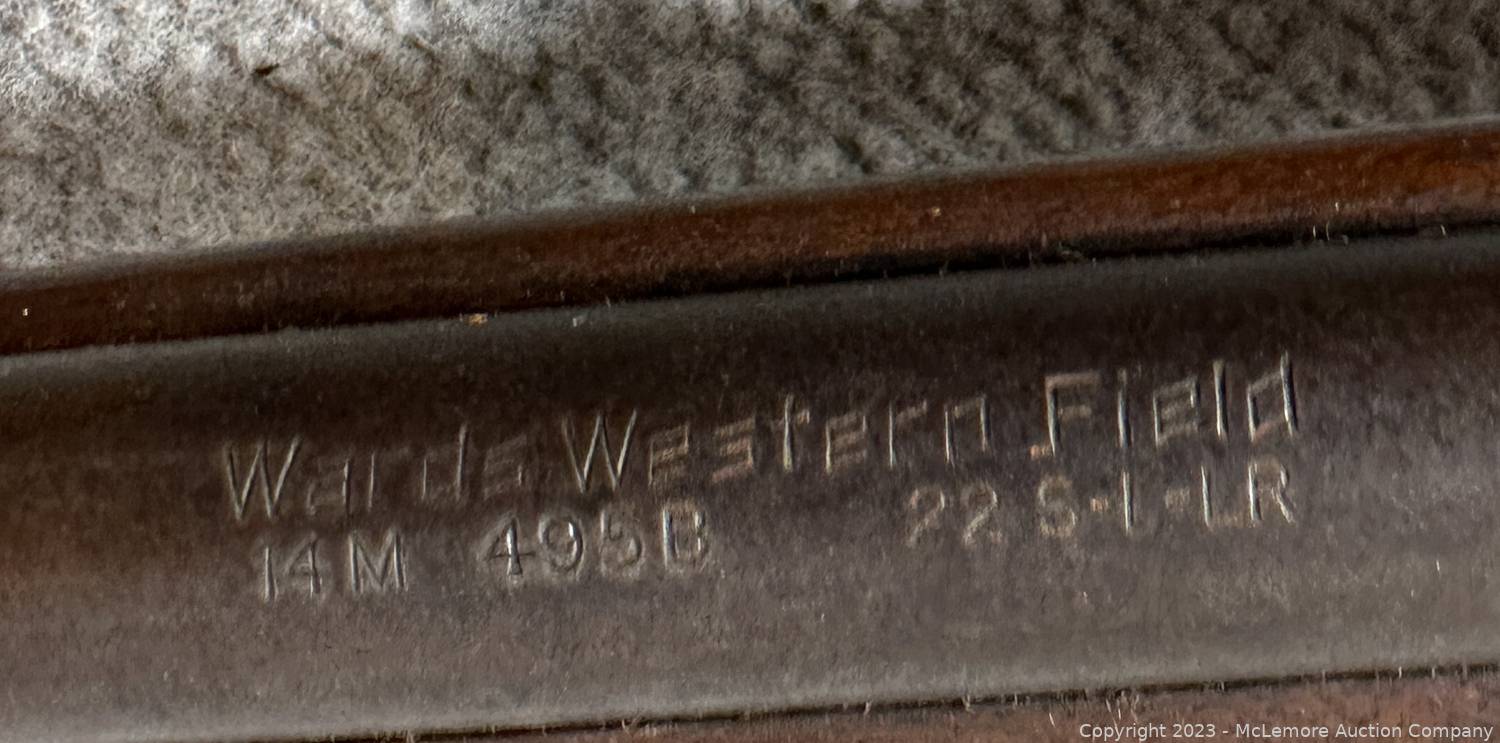 Wards Western Field
14M 495B 22 S-L-LR
Copyright 2023 - McLemore Auction Company